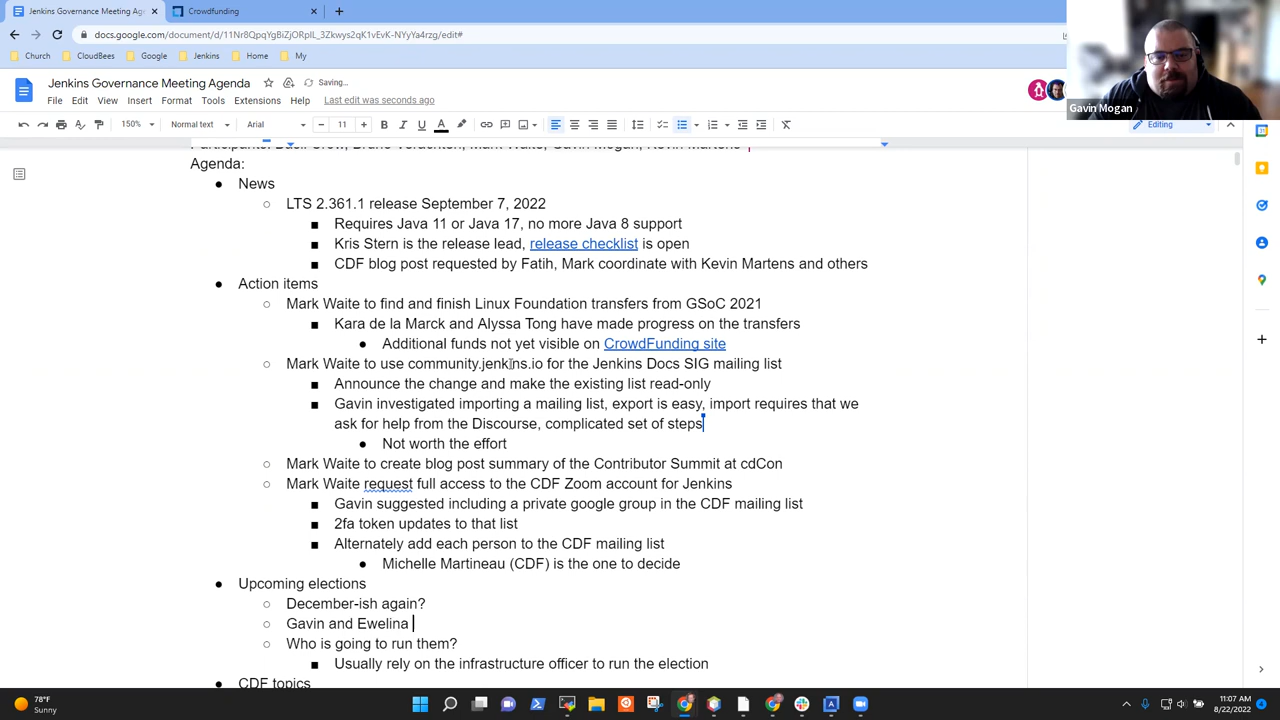 Jenkins Governance Meeting Age
Crowdfunding
docs.google.com/document/d/11Nr8QpqYgBiZjORpIL_3Zkwys2qK1vEvK-NYyYa4rzg/edit#
Church
CloudBees
Google
Jenkins
Home
My
Jenkins Governance Meeting Agenda
Saving...
File Edit View Insert Format Tools Extensions Help Last edit was seconds ago
Gavin Mogan
150% Normal text Arial 11 B I U A Editing
Agenda:
● News
○ LTS 2.361.1 release September 7, 2022
■ Requires Java 11 or Java 17, no more Java 8 support
■ Kris Stern is the release lead, release checklist is open
■ CDF blog post requested by Fatih, Mark coordinate with Kevin Martens and others
● Action items
○ Mark Waite to find and finish Linux Foundation transfers from GSoC 2021
■ Kara de la Marck and Alyssa Tong have made progress on the transfers
● Additional funds not yet visible on CrowdFunding site
○ Mark Waite to use community.jenkins.io for the Jenkins Docs SIG mailing list
■ Announce the change and make the existing list read-only
■ Gavin investigated importing a mailing list, export is easy, import requires that we
ask for help from the Discourse, complicated set of steps
● Not worth the effort
○ Mark Waite to create blog post summary of the Contributor Summit at cdCon
○ Mark Waite request full access to the CDF Zoom account for Jenkins
■ Gavin suggested including a private google group in the CDF mailing list
■ 2fa token updates to that list
■ Alternately add each person to the CDF mailing list
● Michelle Martineau (CDF) is the one to decide
● Upcoming elections
○ December-ish again?
○ Gavin and Ewelina
○ Who is going to run them?
■ Usually rely on the infrastructure officer to run the election
● CDF topics
78°F
Sunny
11:07 AM
8/22/2022